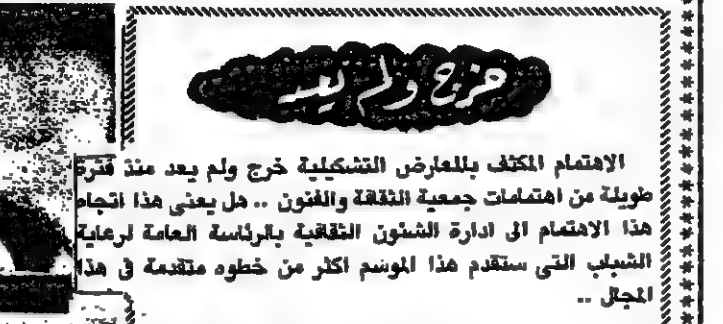 خرج ولم يعد
الاهتمام المكثف بالمعارض التشكيلية خرج ولم يعد منذ فترة
طويلة من اهتمامات جمعية الثقافة والفنون .. هل يعنى هذا اتجاه
هذا الاهتمام الى ادارة الشئون الثقافية بالرئاسة العامة لرعاية
الشباب التى ستقدم هذا الموسم اكثر من خطوه متقدمة فى هذا
المجال ..